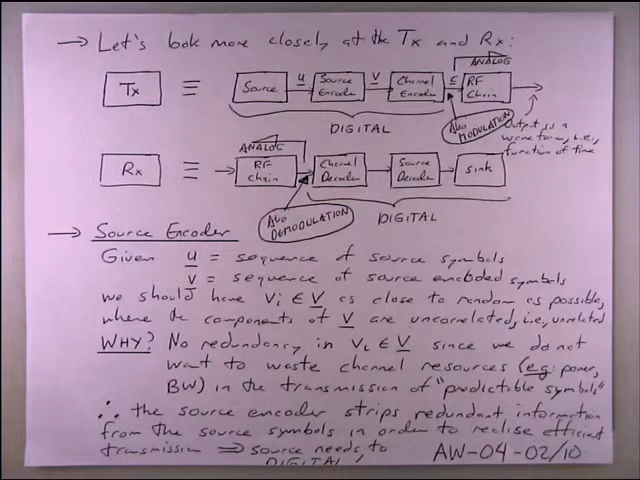 → Let's look more closely at the Tx and Rx:
ANALOG
Tx ≡ Source u Source Encoder v Channel Encoder c RF Chain
DIGITAL
Also MODULATION
Output is a waveform, i.e., function of time
ANALOG
Rx ≡ RF Chain Channel Decoder Source Decoder Sink
Also DEMODULATION
DIGITAL
→ Source Encoder
Given u = sequence of source symbols
v = sequence of source encoded symbols
we should have Vi ∈ V as close to random as possible,
where the components of V are uncorrelated, i.e., unrelated
WHY? No redundancy in Vi ∈ V since we do not
want to waste channel resources (e.g: power,
BW) in the transmission of "predictible symbols"
∴ the source encoder strips redundant information
from the source symbols in order to realise efficient
transmission ⇒ source needs to
DIGITAL
AW-04-02/10